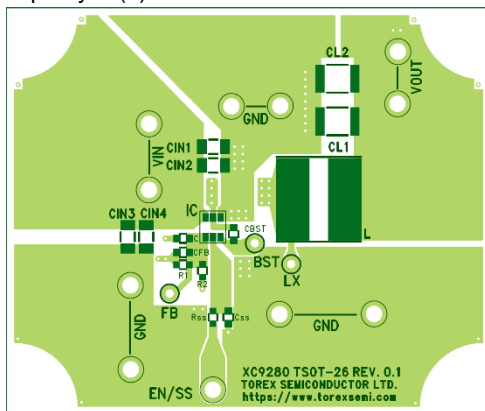 CL2
VOUT
GND
VIN
CIN1
CIN2
CL1
CIN3 CIN4
IC
CBST
L
C
CFB
BST
R1
R2
LX
FB
GND
Rss
Css
GND
EN/SS
XC9280 TSOT-26 REV. 0.1
TOREX SEMICONDUCTOR LTD.
https://www.torexsemi.com